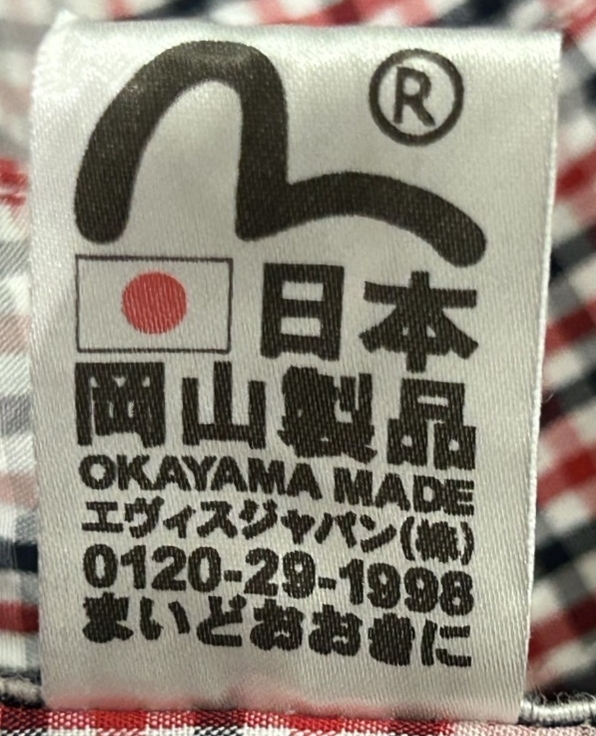 ®
日本
岡山製品
OKAYAMA MADE
エヴィスジャパン(株)
0120-29-1998
まいどおおきに